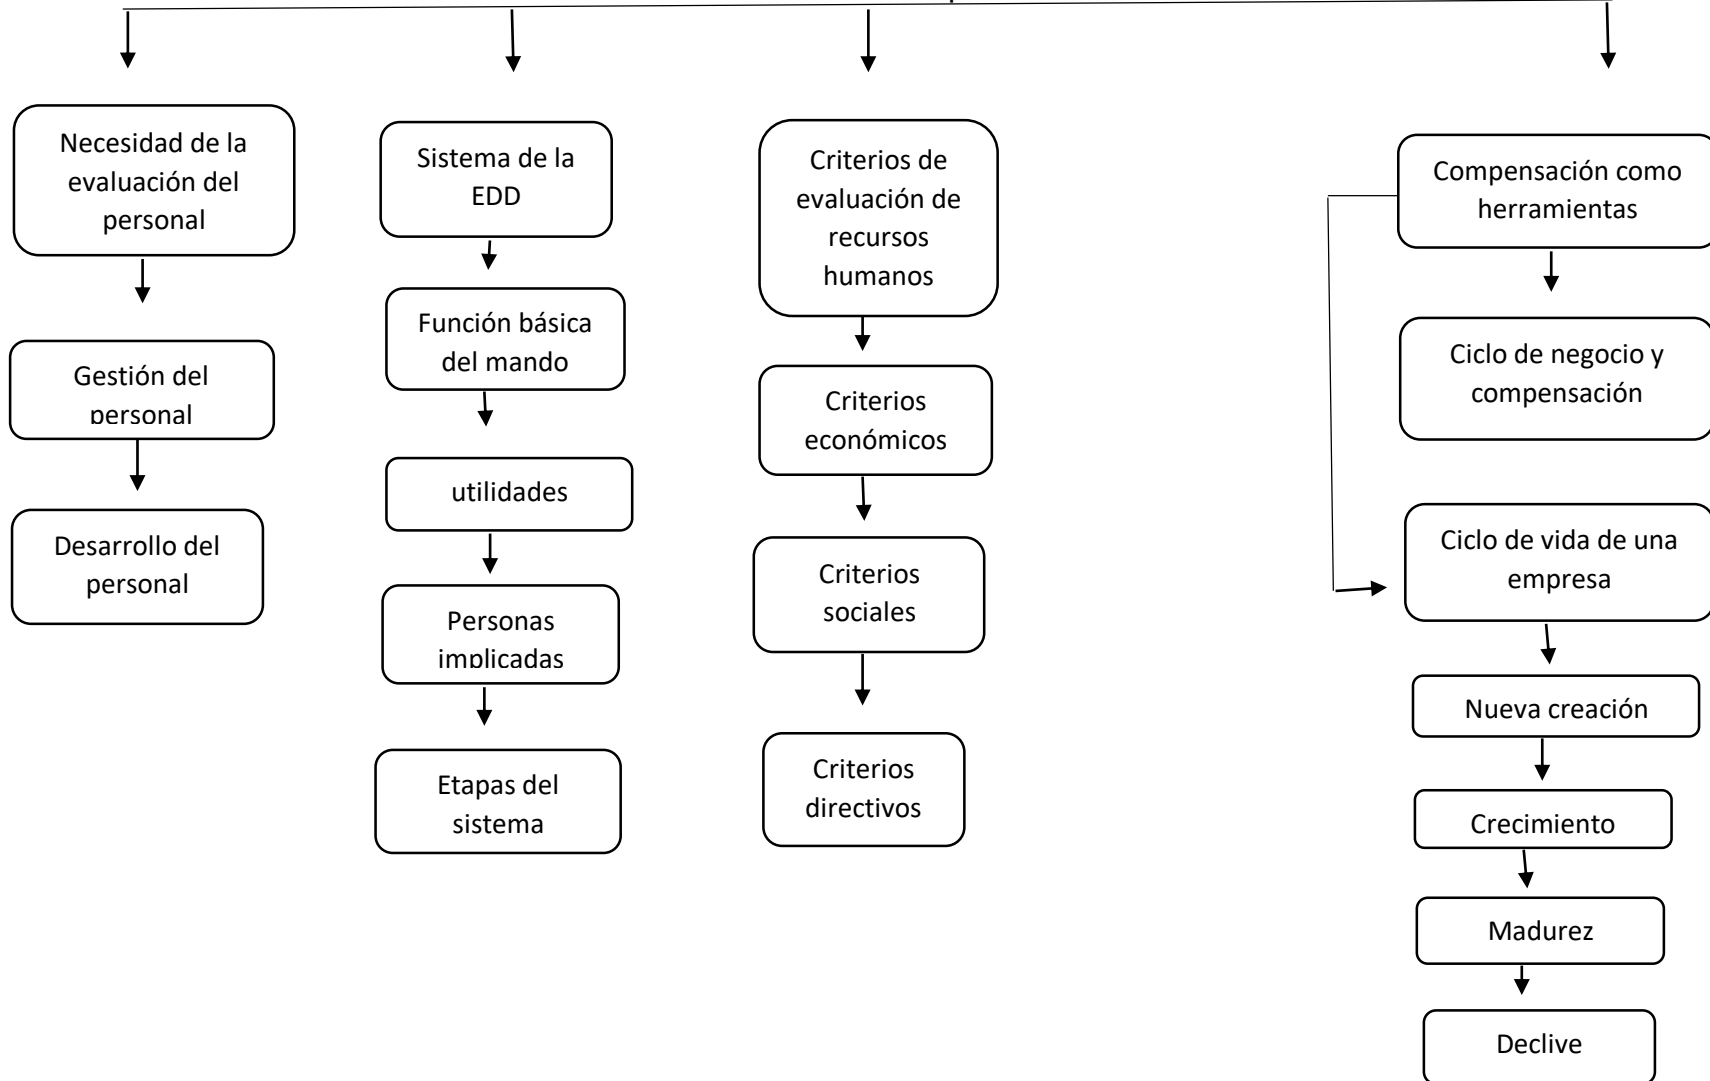 Necesidad de la
evaluación del
personal
Gestión del
personal
Desarrollo del
personal
Sistema de la
EDD
Función básica
del mando
utilidades
Personas
implicadas
Etapas del
sistema
Criterios de
evaluación de
recursos
humanos
Criterios
económicos
Criterios
sociales
Criterios
directivos
Compensación como
herramientas
Ciclo de negocio y
compensación
Ciclo de vida de una
empresa
Nueva creación
Crecimiento
Madurez
Declive